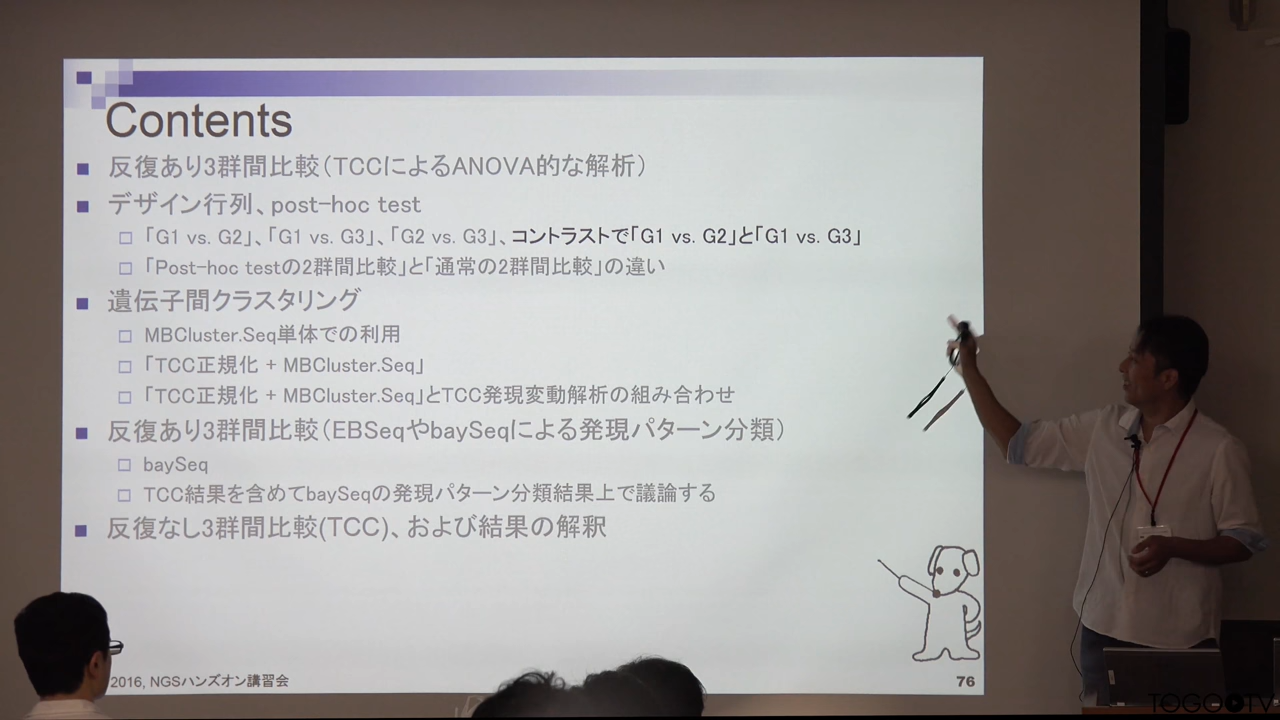 Contents
反復あり3群間比較(TCCによるANOVA的な解析)
デザイン行列、post-hoc test
「G1 vs. G2」、「G1 vs. G3」、「G2 vs. G3」、コントラストで「G1 vs. G2」と「G1 vs. G3」
「Post-hoc testの2群間比較」と「通常の2群間比較」の違い
遺伝子間クラスタリング
MBCluster.Seq単体での利用
「TCC正規化 + MBCluster.Seq」
「TCC正規化 + MBCluster.Seq」とTCC発現変動解析の組み合わせ
反復あり3群間比較(EBSeqやbaySeqによる発現パターン分類)
baySeq
TCC結果を含めてbaySeqの発現パターン分類結果上で議論する
反復なし3群間比較(TCC)、および結果の解釈
2016, NGSハンズオン講習会
76
TOGOTV